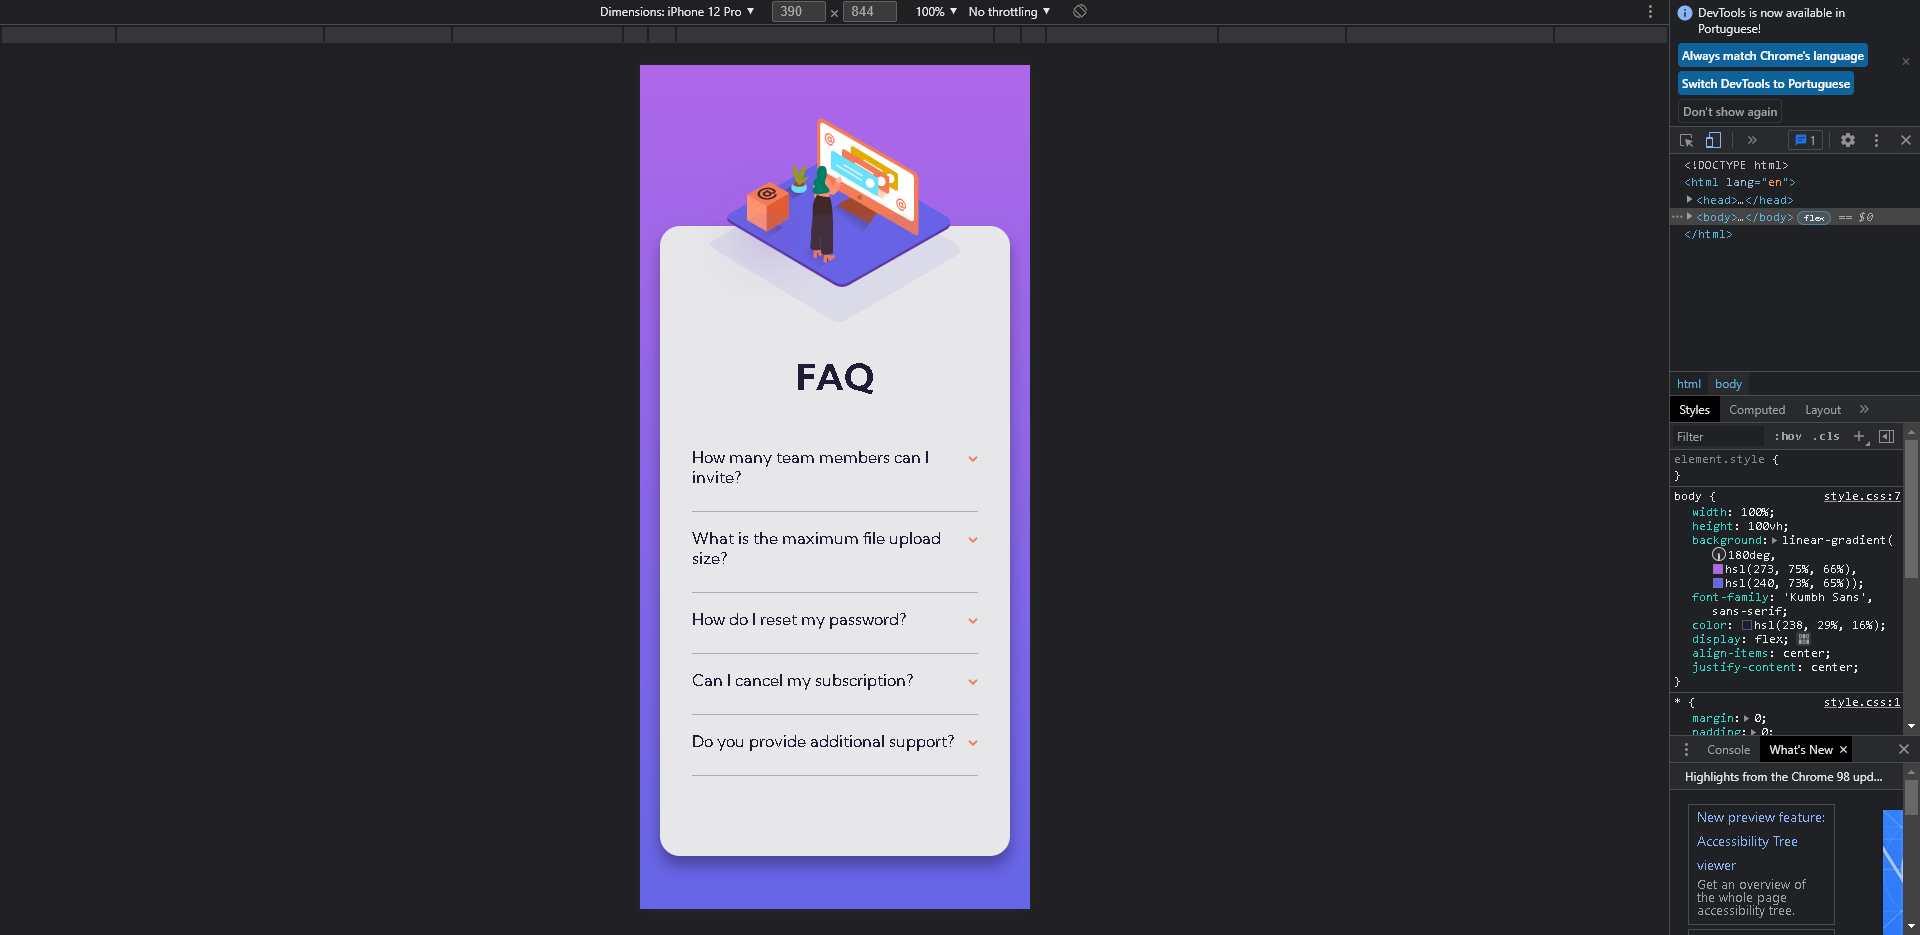 Dimensions: iPhone 12 Pro ▼ 390 × 844 100% ▼ No throttling ▼
DevTools is now available in
Portuguese!
Always match Chrome's language
Switch DevTools to Portuguese
Don't show again
1
<!DOCTYPE html>
<html lang="en">
<head>…</head>
<body>…</body> flex == $0
</html>
html body
Styles Computed Layout
Filter :hov .cls
element.style {
}
body { style.css:7
width: 100%;
height: 100vh;
background: linear-gradient(
180deg,
hsl(273, 75%, 66%),
hsl(240, 73%, 65%));
font-family: 'Kumbh Sans',
sans-serif;
color: hsl(238, 29%, 16%);
display: flex;
align-items: center;
justify-content: center;
}
* { style.css:1
margin: 0;
padding: 0;
Console What's New
Highlights from the Chrome 98 upd...
New preview feature:
Accessibility Tree
viewer
Get an overview of
the whole page
accessibility tree.
@
@
@
FAQ
How many team members can I
invite?
What is the maximum file upload
size?
How do I reset my password?
Can I cancel my subscription?
Do you provide additional support?